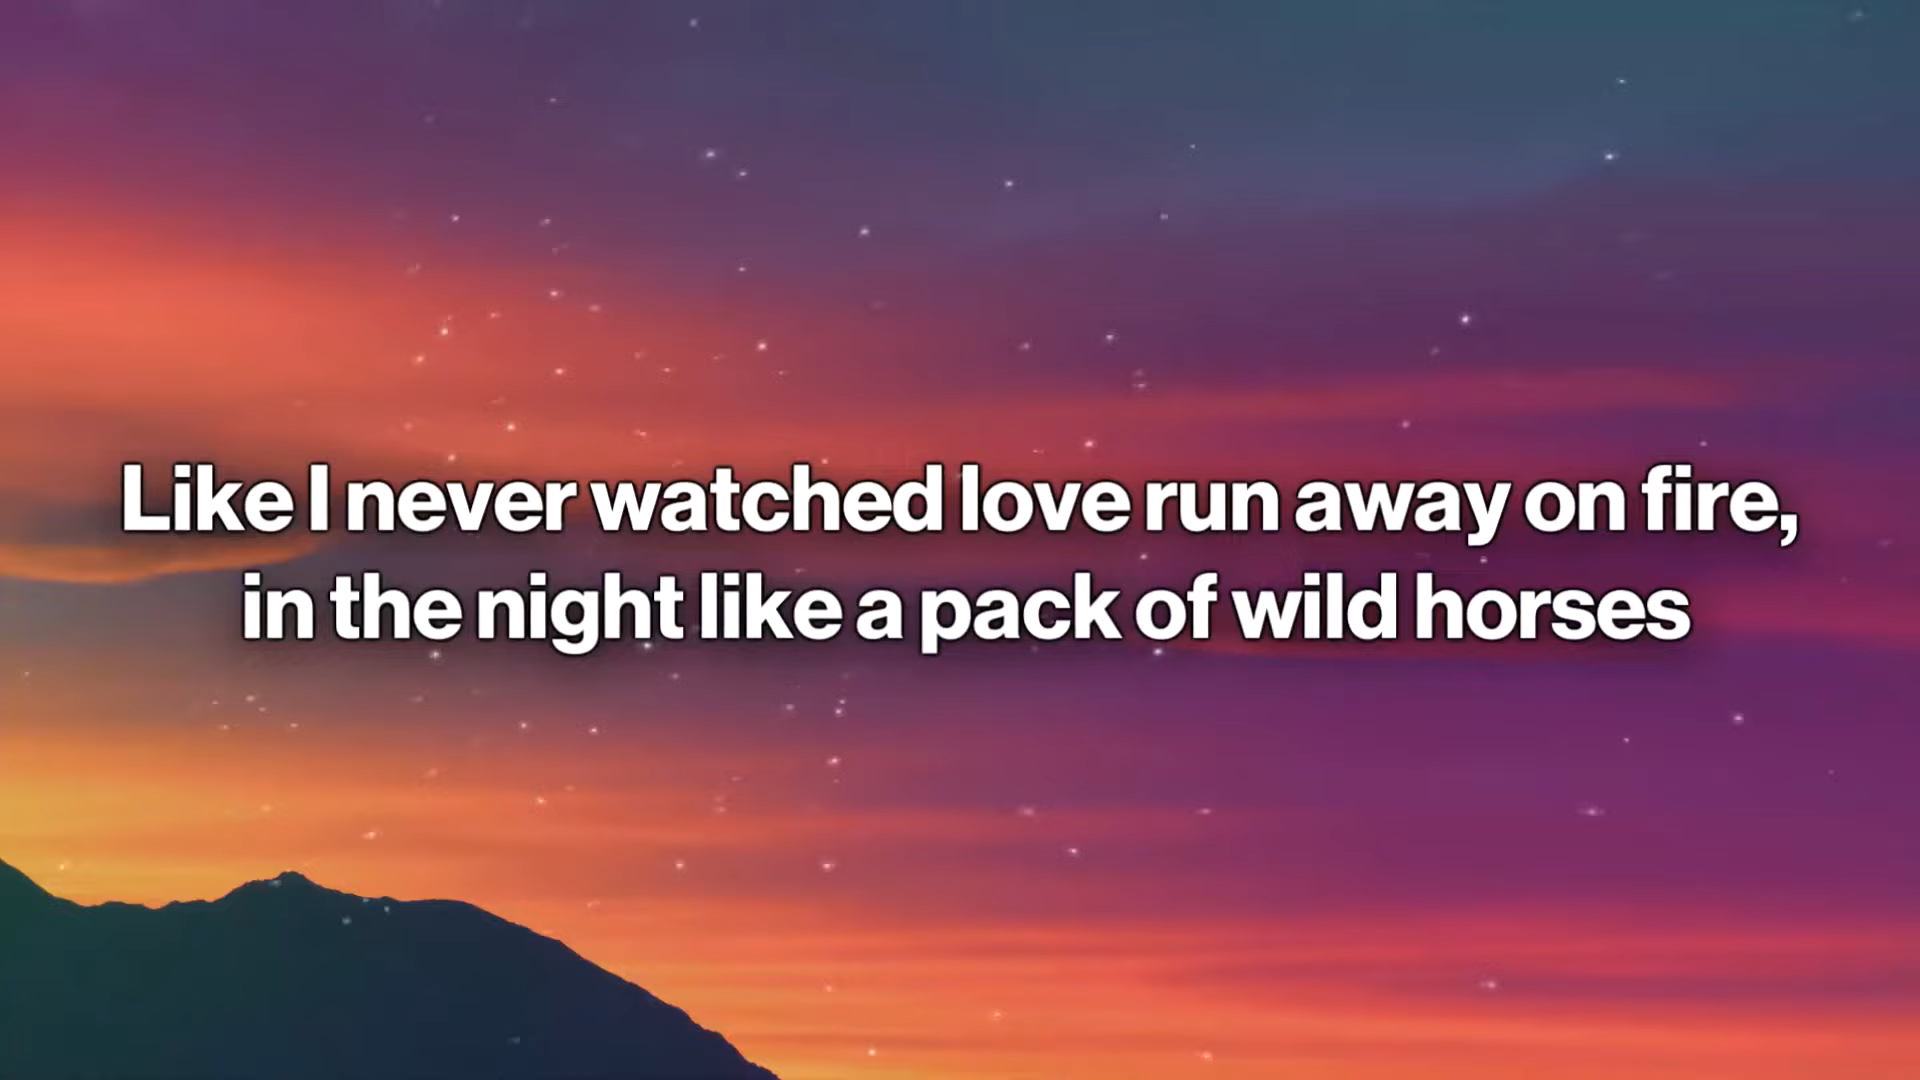 Like I never watched love run away on fire,
in the night like a pack of wild horses